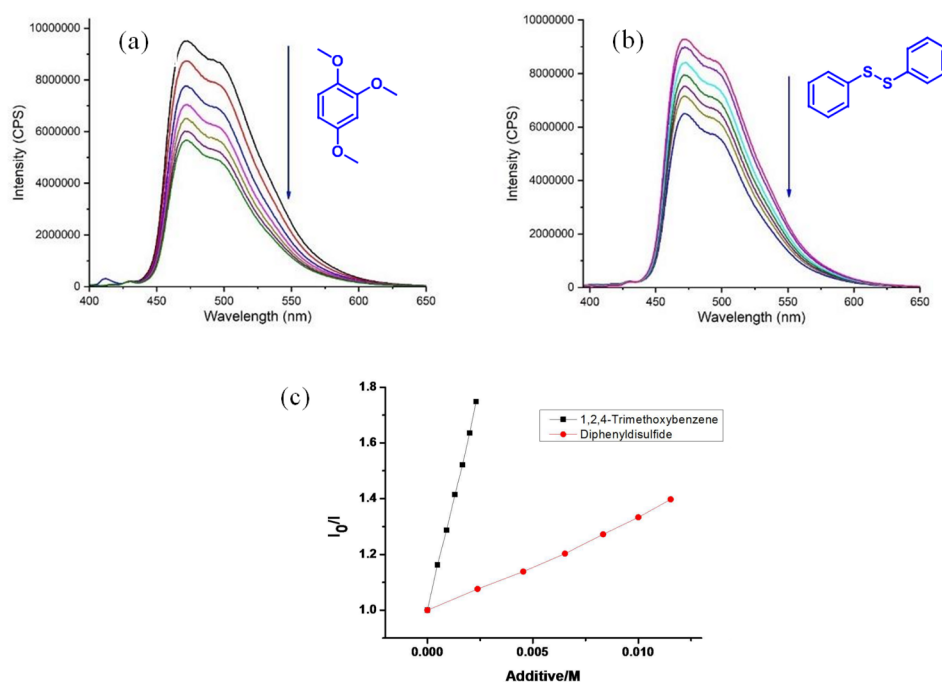 (a)
10000000
8000000
6000000
4000000
2000000
0
Intensity (CPS)
400 450 500 550 600 650
Wavelength (nm)
O
O
O
(b)
10000000
8000000
6000000
4000000
2000000
0
Intensity (CPS)
400 450 500 550 600 650
Wavelength (nm)
S
S
(c)
1.8
1.6
1.4
1.2
1.0
I0/I
0.000 0.005 0.010
Additive/M
1,2,4-Trimethoxybenzene
Diphenyldisulfide